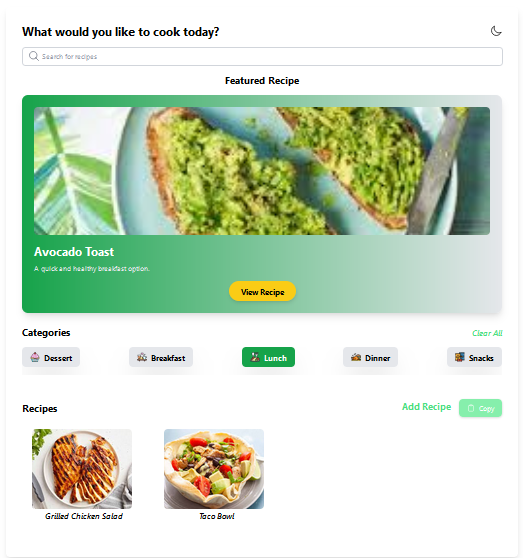 What would you like to cook today?
Search for recipes
Featured Recipe
Avocado Toast
A quick and healthy breakfast option.
View Recipe
Categories
Clear All
Dessert
Breakfast
Lunch
Dinner
Snacks
Recipes
Add Recipe
Copy
Grilled Chicken Salad
Taco Bowl